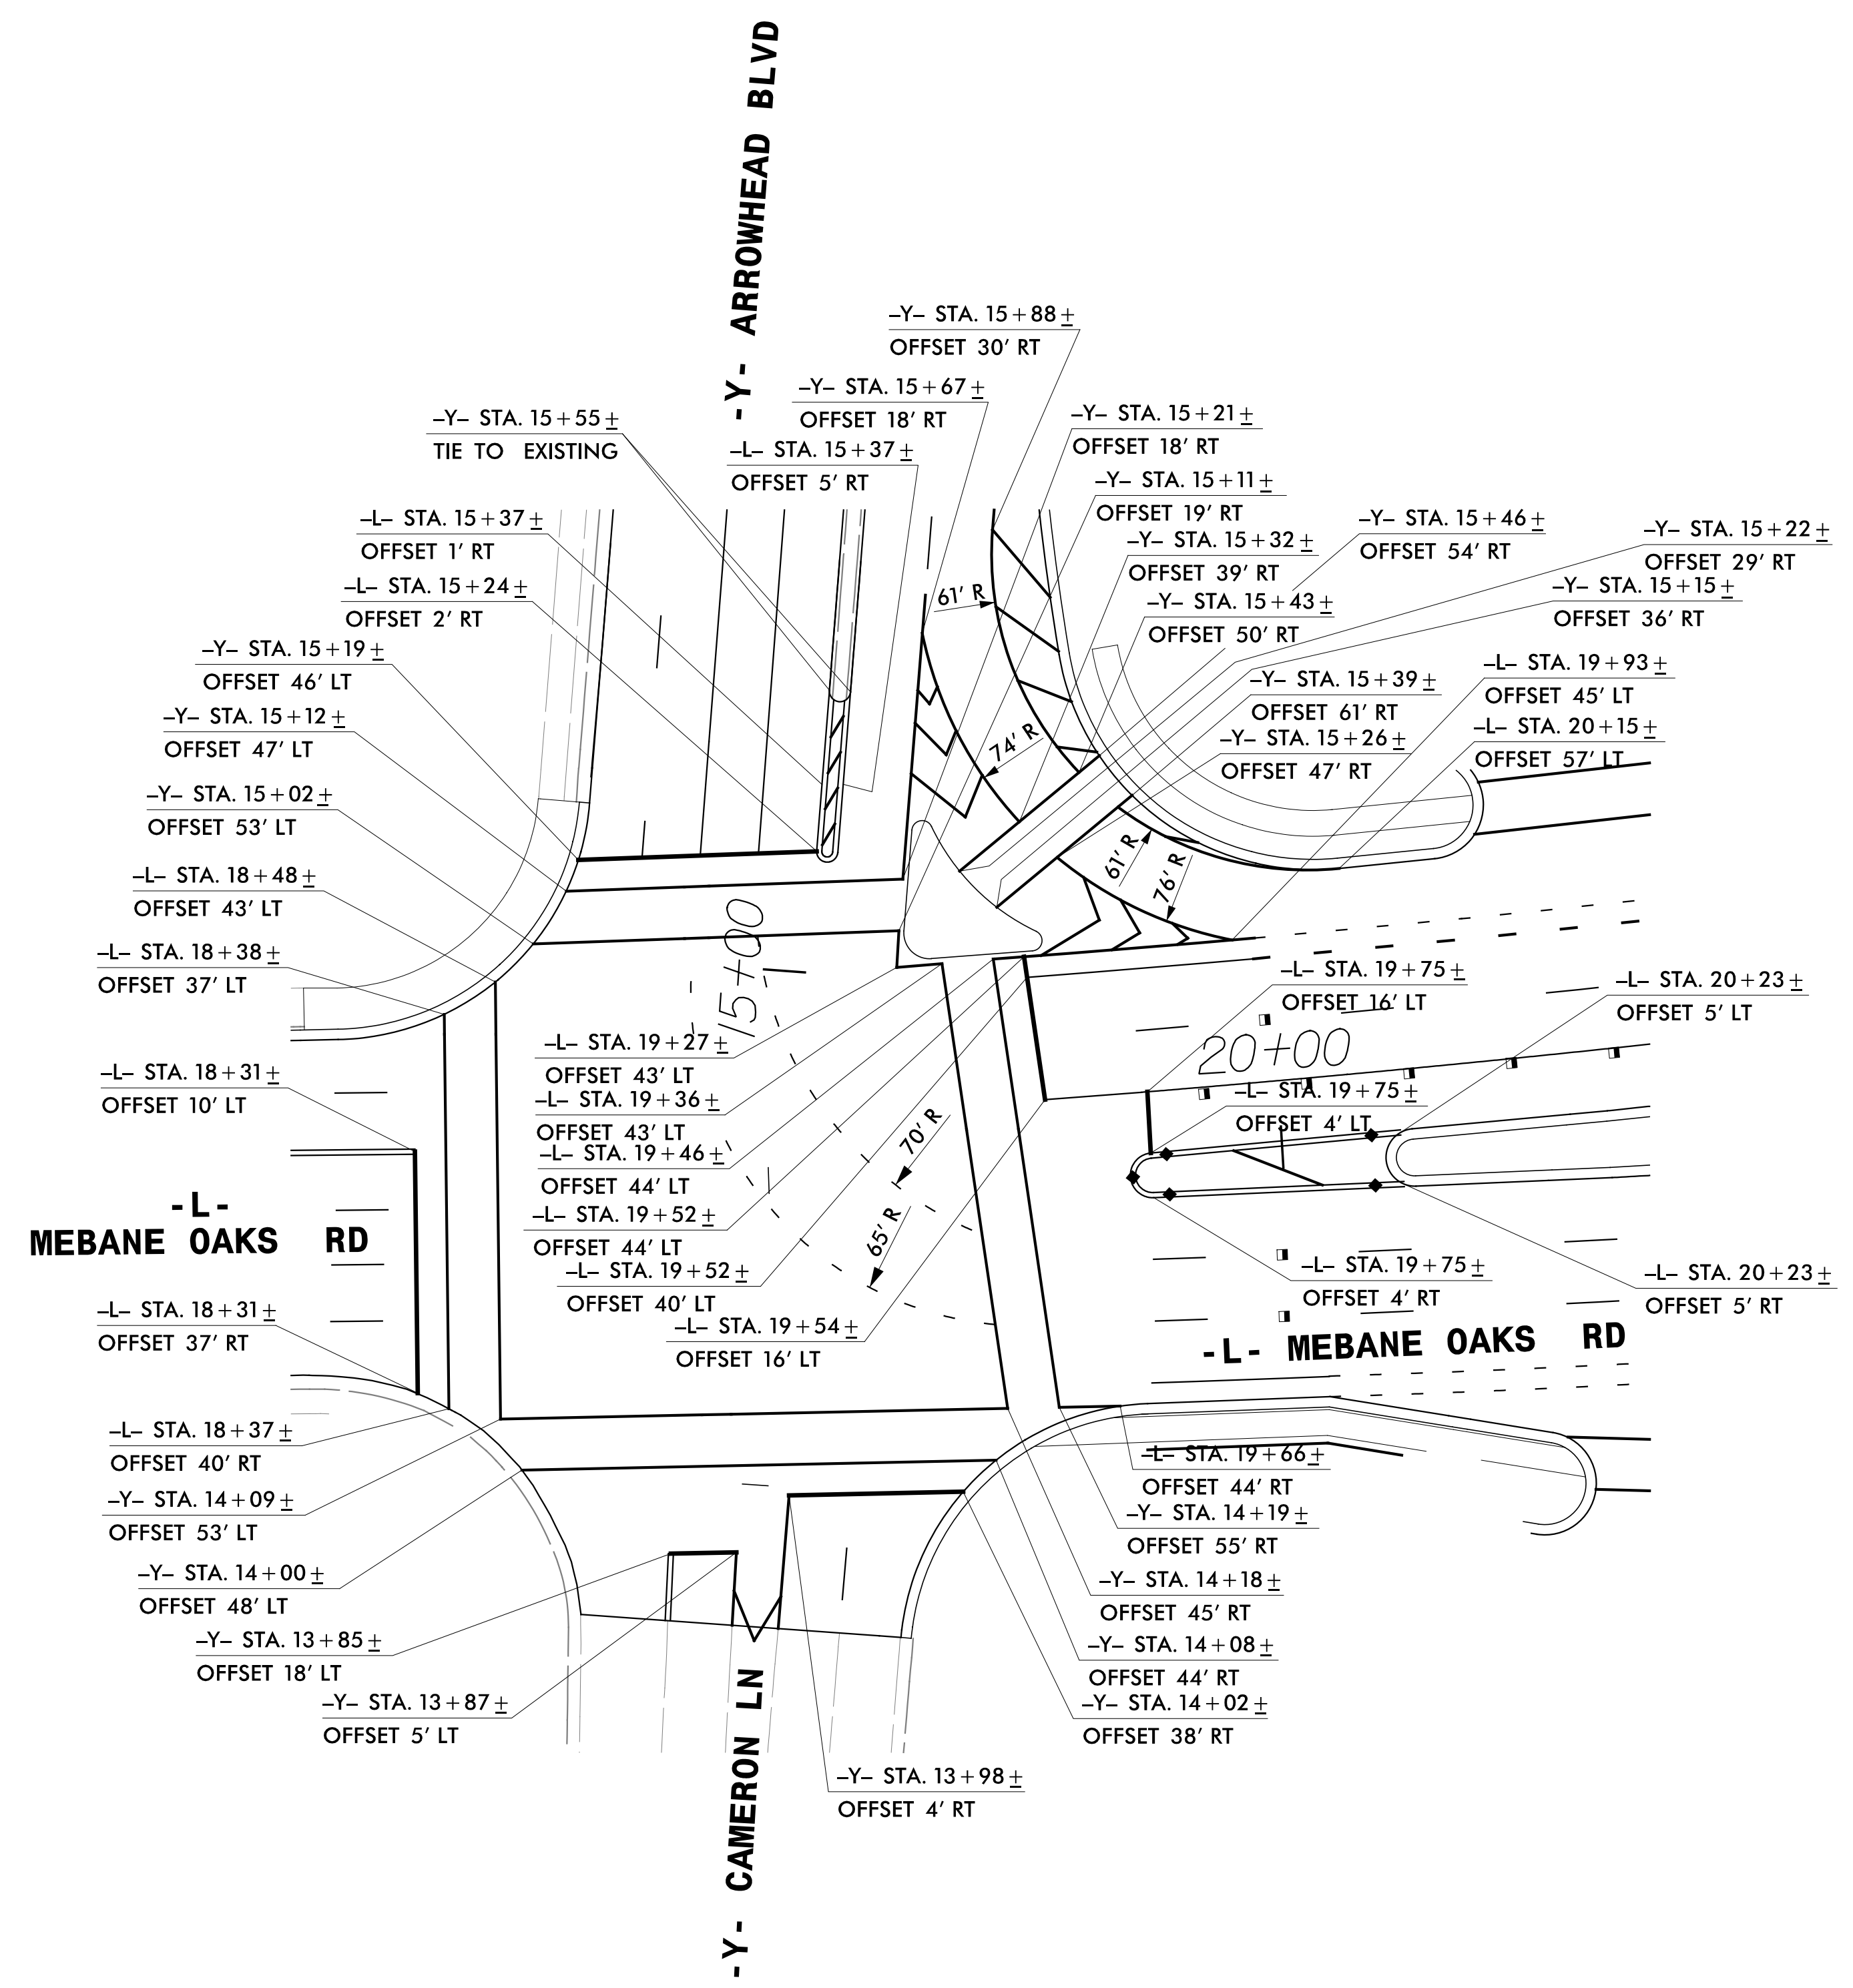 -Y- ARROWHEAD BLVD
–Y– STA. 15+88±
OFFSET 30' RT
–Y– STA. 15+67±
OFFSET 18' RT
–L– STA. 15+37±
OFFSET 5' RT
–Y– STA. 15+55±
TIE TO EXISTING
–Y– STA. 15+21±
OFFSET 18' RT
–Y– STA. 15+11±
OFFSET 19' RT
–Y– STA. 15+32±
OFFSET 39' RT
–Y– STA. 15+43±
OFFSET 50' RT
–Y– STA. 15+46±
OFFSET 54' RT
–Y– STA. 15+22±
OFFSET 29' RT
–Y– STA. 15+15±
OFFSET 36' RT
–Y– STA. 15+39±
OFFSET 61' RT
–Y– STA. 15+26±
OFFSET 47' RT
–L– STA. 19+93±
OFFSET 45' LT
–L– STA. 20+15±
OFFSET 57' LT
–L– STA. 15+37±
OFFSET 1' RT
–L– STA. 15+24±
OFFSET 2' RT
–Y– STA. 15+19±
OFFSET 46' LT
–Y– STA. 15+12±
OFFSET 47' LT
–Y– STA. 15+02±
OFFSET 53' LT
–L– STA. 18+48±
OFFSET 43' LT
–L– STA. 18+38±
OFFSET 37' LT
–L– STA. 18+31±
OFFSET 10' LT
61' R
74' R
61' R
76' R
15+00
20+00
–L– STA. 19+75±
OFFSET 16' LT
–L– STA. 20+23±
OFFSET 5' LT
–L– STA. 19+75±
OFFSET 4' LT
–L– STA. 19+27±
OFFSET 43' LT
–L– STA. 19+36±
OFFSET 43' LT
–L– STA. 19+46±
OFFSET 44' LT
–L– STA. 19+52±
OFFSET 44' LT
–L– STA. 19+52±
OFFSET 40' LT
–L– STA. 19+54±
OFFSET 16' LT
70' R
65' R
-L-
MEBANE OAKS RD
–L– STA. 18+31±
OFFSET 37' RT
–L– STA. 19+75±
OFFSET 4' RT
–L– STA. 20+23±
OFFSET 5' RT
-L- MEBANE OAKS RD
–L– STA. 18+37±
OFFSET 40' RT
–Y– STA. 14+09±
OFFSET 53' LT
–Y– STA. 14+00±
OFFSET 48' LT
–Y– STA. 13+85±
OFFSET 18' LT
–Y– STA. 13+87±
OFFSET 5' LT
–L– STA. 19+66±
OFFSET 44' RT
–Y– STA. 14+19±
OFFSET 55' RT
–Y– STA. 14+18±
OFFSET 45' RT
–Y– STA. 14+08±
OFFSET 44' RT
–Y– STA. 14+02±
OFFSET 38' RT
–Y– STA. 13+98±
OFFSET 4' RT
-Y- CAMERON LN